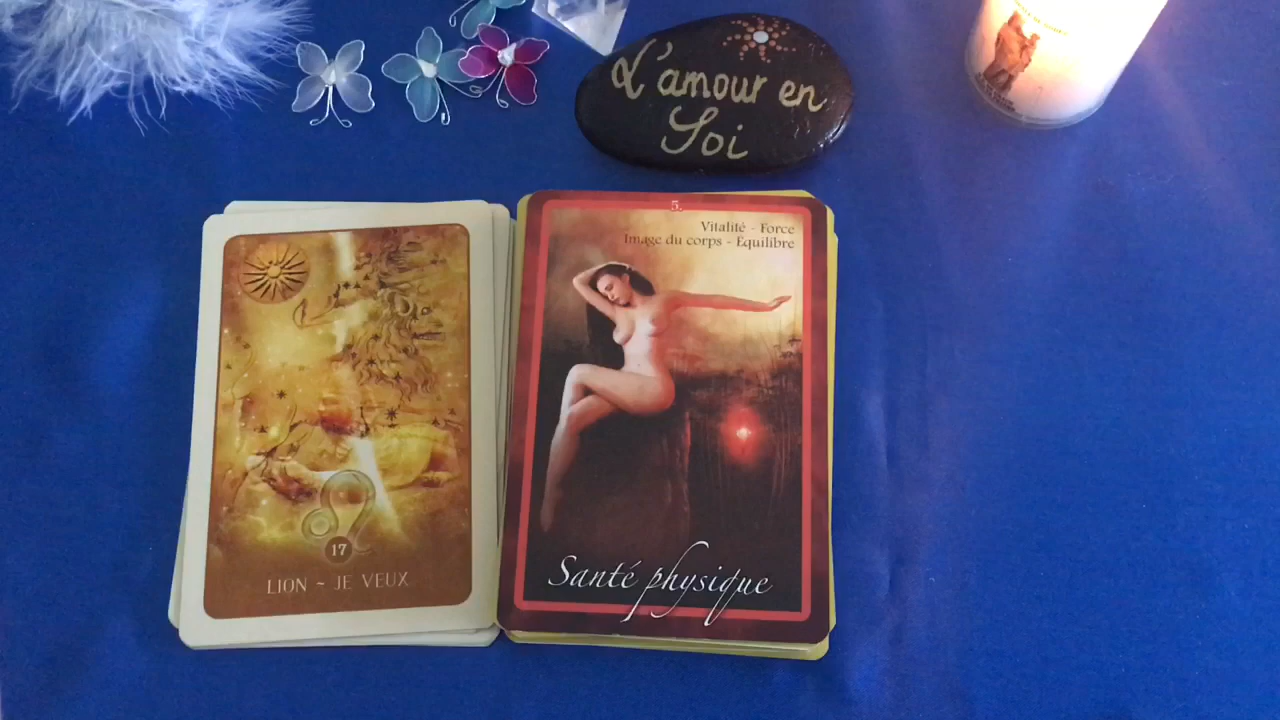 L'amour en
Soi
5.
Vitalité - Force
Image du corps - Équilibre
Santé physique
17
LION ~ JE VEUX